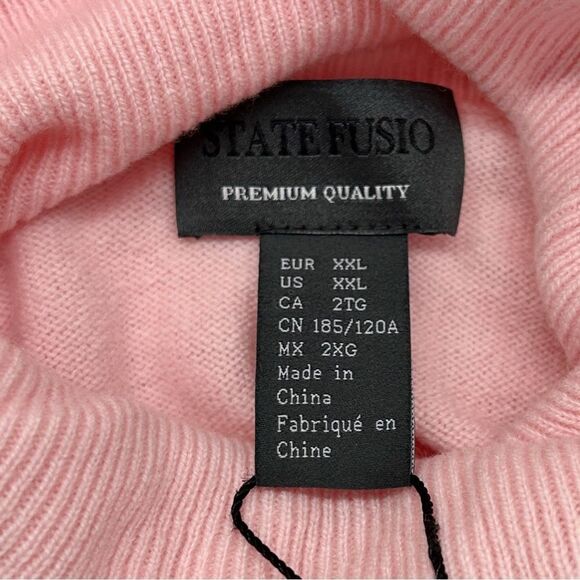 STATE FUSIO
PREMIUM QUALITY
EUR XXL
US XXL
CA 2TG
CN 185/120A
MX 2XG
Made in
China
Fabriqué en
Chine